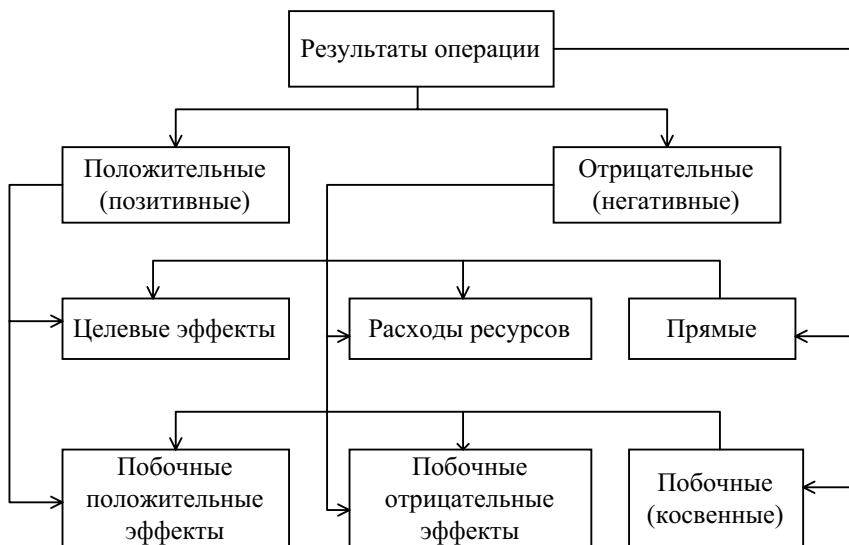 Результаты операции
Положительные
(позитивные)
Отрицательные
(негативные)
Целевые эффекты
Расходы ресурсов
Прямые
Побочные
положительные
эффекты
Побочные
отрицательные
эффекты
Побочные
(косвенные)